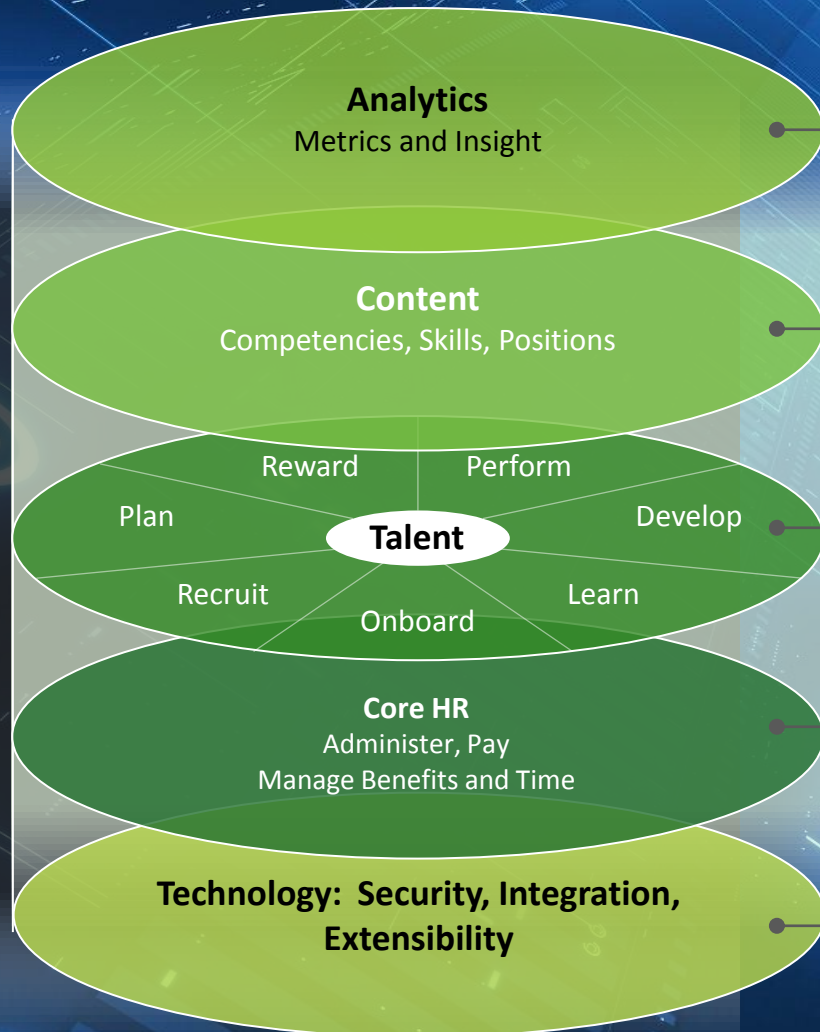 Analytics
Metrics and Insight
Content
Competencies, Skills, Positions
Reward
Perform
Plan
Talent
Develop
Recruit
Onboard
Learn
Core HR
Administer, Pay
Manage Benefits and Time
Technology: Security, Integration,
Extensibility